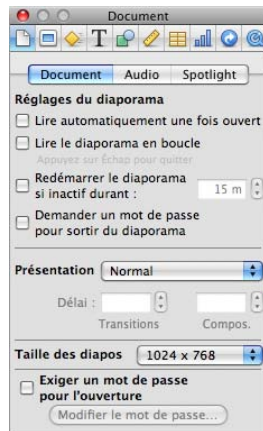 Document
T
Document Audio Spotlight
Réglages du diaporama
Lire automatiquement une fois ouvert
Lire le diaporama en boucle
Appuyez sur Échap pour quitter
Redémarrer le diaporama
si inactif durant :
15 m
Demander un mot de passe
pour sortir du diaporama
Présentation Normal
Délai :
Transitions Compos.
Taille des diapos 1024 x 768
Exiger un mot de passe
pour l'ouverture
Modifier le mot de passe...